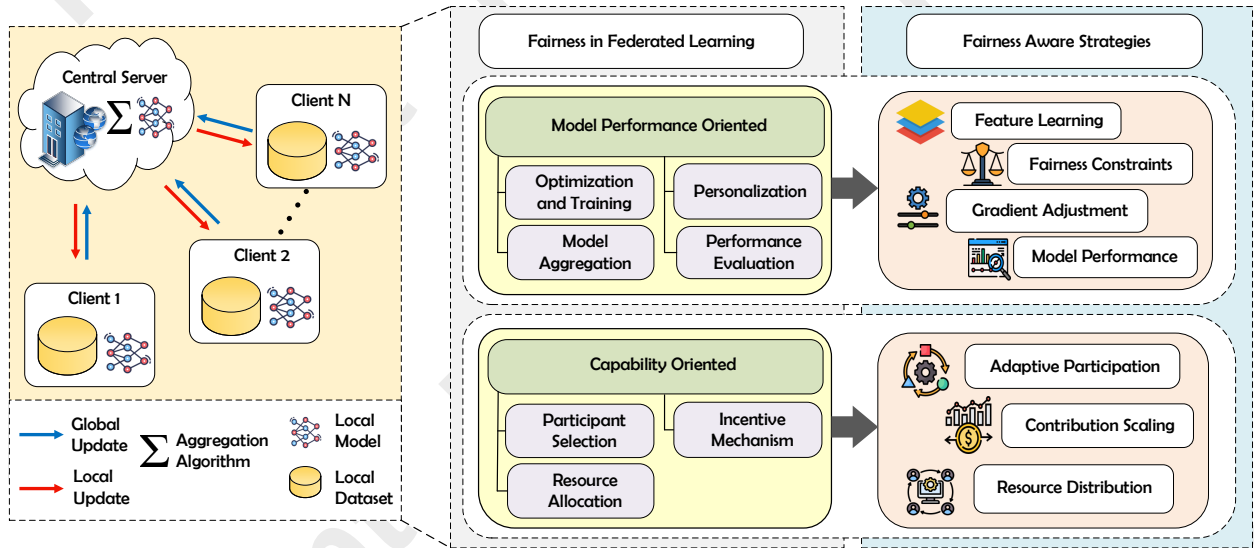 Central Server
Σ
Client N
Client 2
Client 1
Global
Update
Local
Update
Σ Aggregation
Algorithm
Local
Model
Local
Dataset
Fairness in Federated Learning
Fairness Aware Strategies
Model Performance Oriented
Optimization
and Training
Personalization
Model
Aggregation
Performance
Evaluation
Feature Learning
Fairness Constraints
Gradient Adjustment
Model Performance
Capability Oriented
Participant
Selection
Incentive
Mechanism
Resource
Allocation
Adaptive Participation
Contribution Scaling
$
Resource Distribution